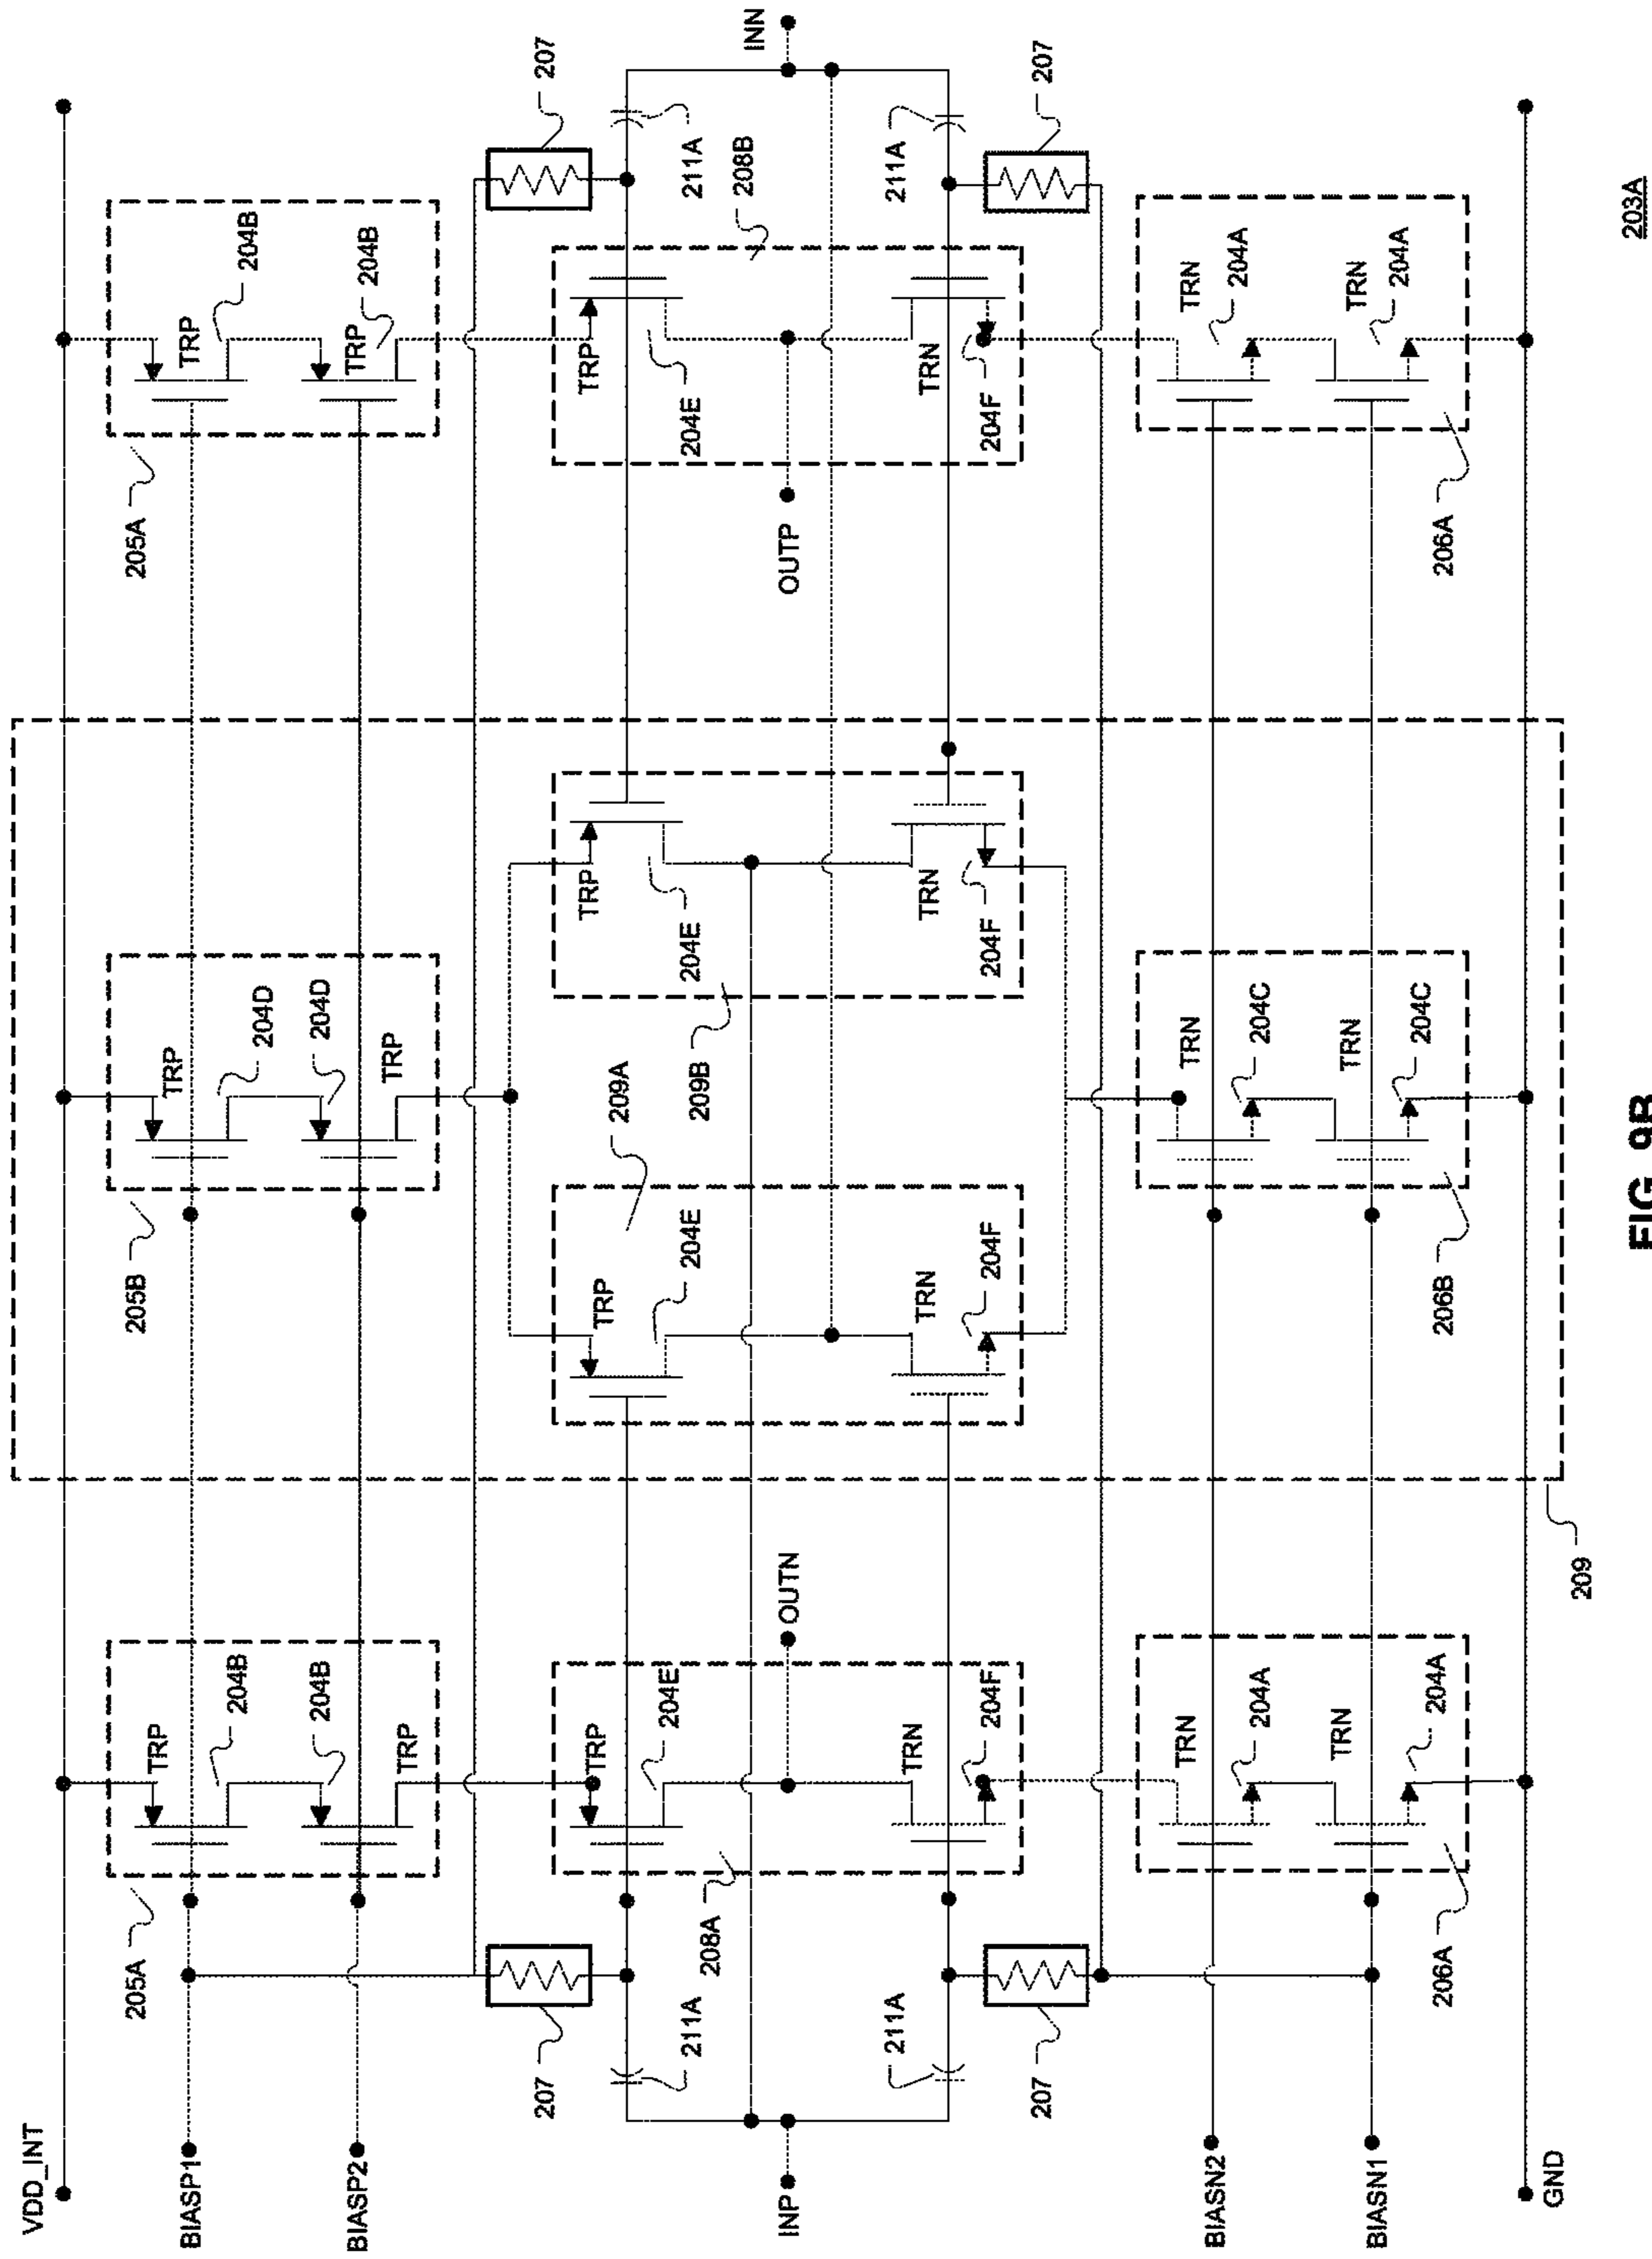 VDD_INT
205A
TRP
205B
TRP
205A
TRP
BIASP1
204B
204D
204B
204B
204D
TRP
204B
BIASP2
TRP
TRP
207
207
TRP
TRP
TRP
TRP
209A
204E
204E
204E
204E
211A
211A
208A
209B
208B
INN
INP
OUTN
OUTP
211A
211A
TRN
TRN
TRN
TRN
204F
204F
204F
204F
207
207
TRN
TRN
TRN
BIASN2
204A
204C
204A
TRN
TRN
TRN
BIASN1
204A
204C
204A
206A
206B
206A
GND
209
203A
FIG. 9B